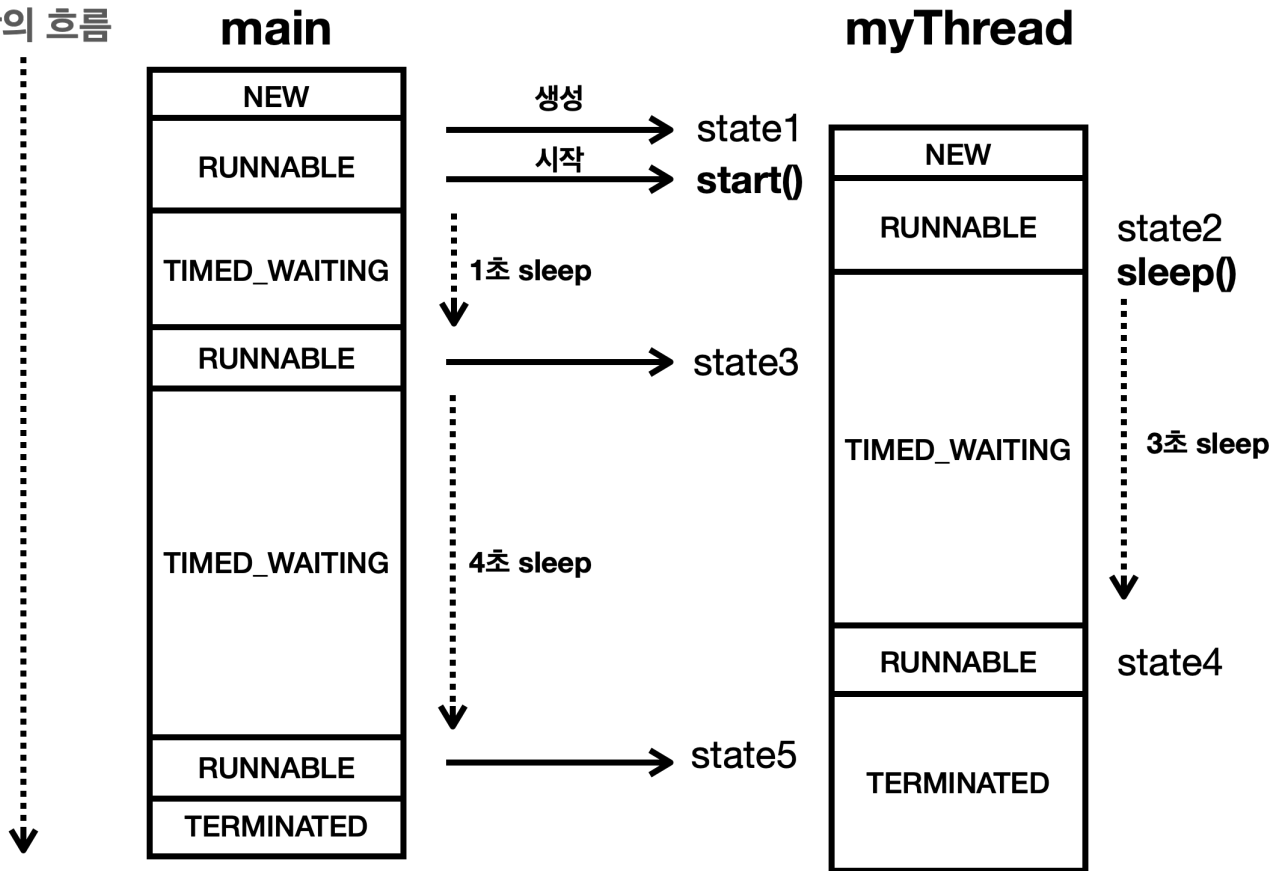 의 흐름
main
myThread
NEW
RUNNABLE
TIMED_WAITING
RUNNABLE
TIMED_WAITING
RUNNABLE
TERMINATED
생성
state1
시작
start()
1초 sleep
state3
4초 sleep
state5
NEW
RUNNABLE
TIMED_WAITING
RUNNABLE
TERMINATED
state2
sleep()
3초 sleep
state4